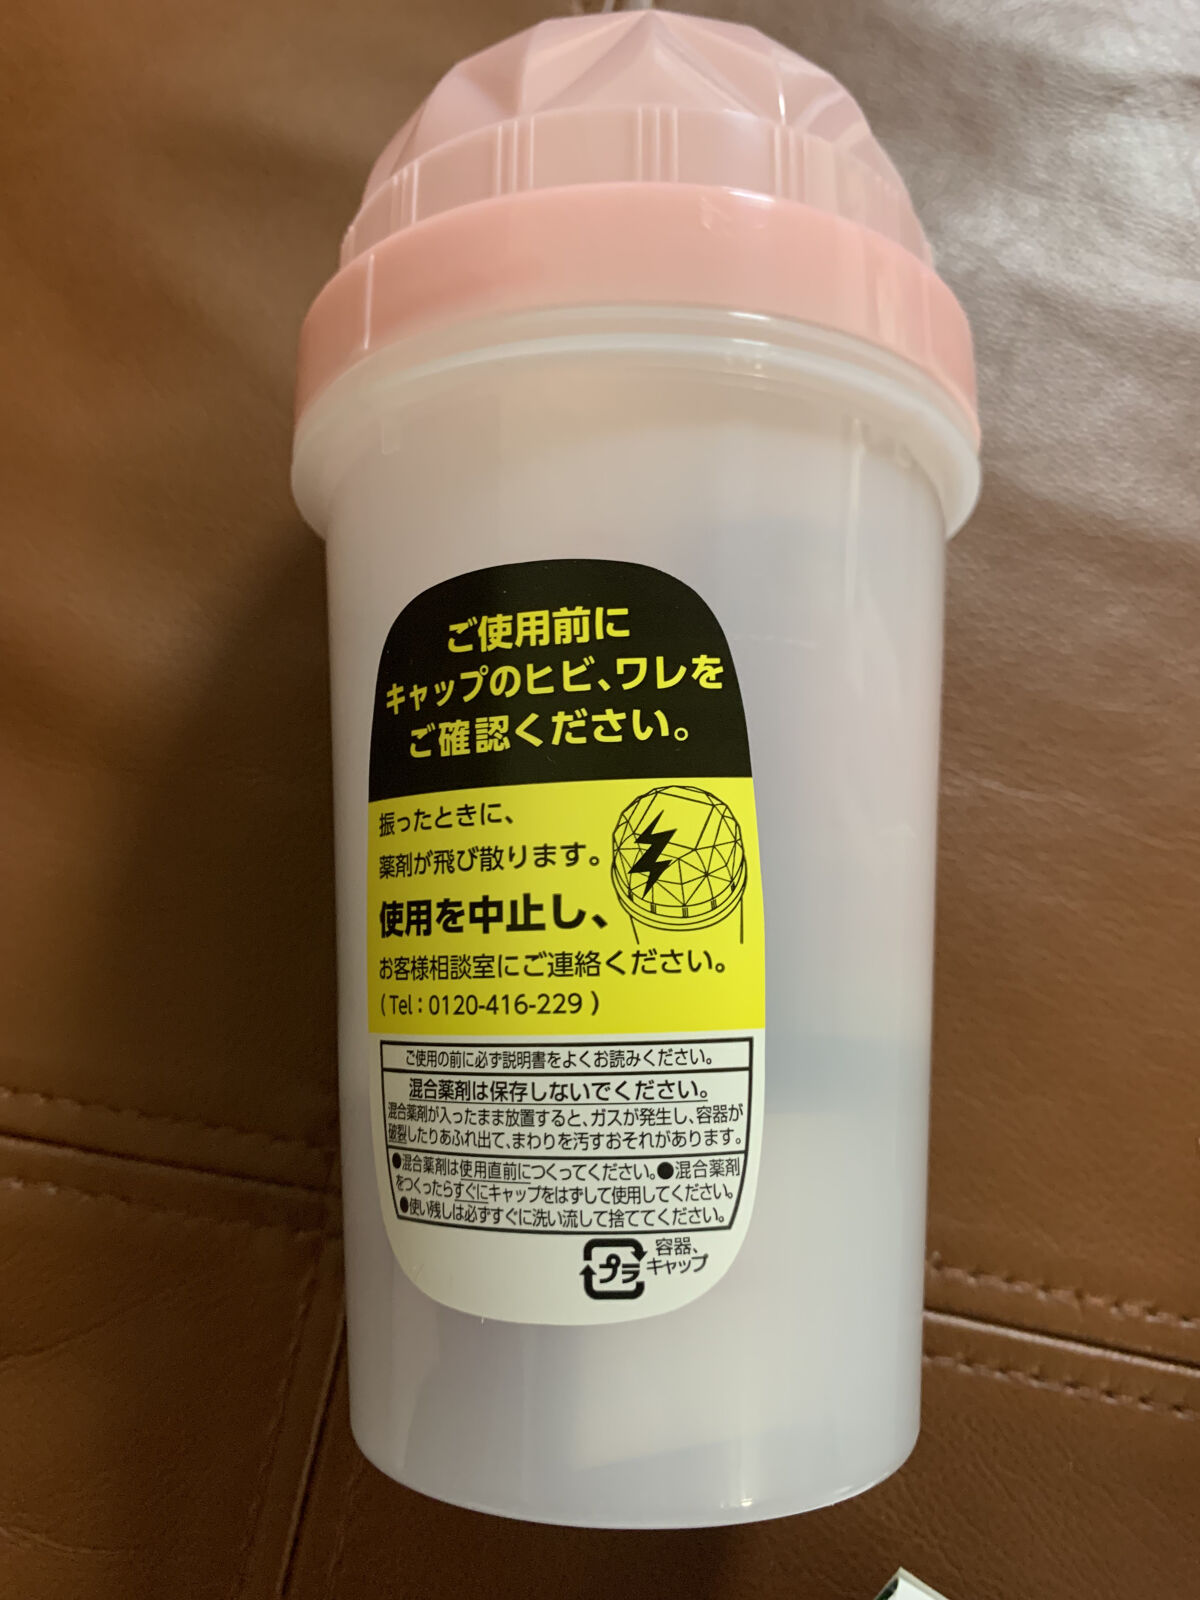 ご使用前に
キャップのヒビ、ワレを
ご確認ください。
振ったときに、
薬剤が飛び散ります。
使用を中止し、
お客様相談室にご連絡ください。
(Tel:0120-416-229)
ご使用の前に必ず説明書をよくお読みください。
混合薬剤は保存しないでください。
混合薬剤が入ったまま放置すると、ガスが発生し、容器が
破裂したりあふれ出て、まわりを汚すおそれがあります。
●混合薬剤は使用直前につくってください。●混合薬剤
をつくったらすぐにキャップをはずして使用してください。
●使い残しは必ずすぐに洗い流して捨ててください。
プラ
容器、
キャップ